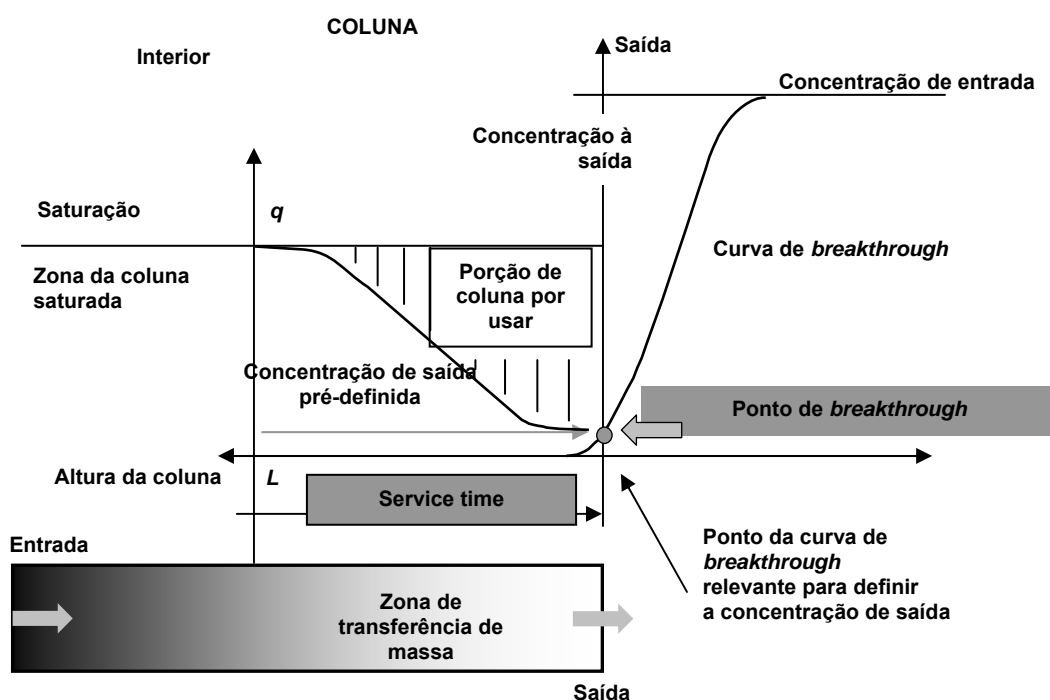 COLUNA
Saída
Interior
Concentração de entrada
Concentração à
saída
Saturação
q
Curva de breakthrough
Zona da coluna
saturada
Porção de
coluna por
usar
Concentração de saída
pré-definida
Ponto de breakthrough
Altura da coluna
L
Service time
Entrada
Ponto da curva de
breakthrough
relevante para definir
a concentração de saída
Zona de
transferência de
massa
Saída